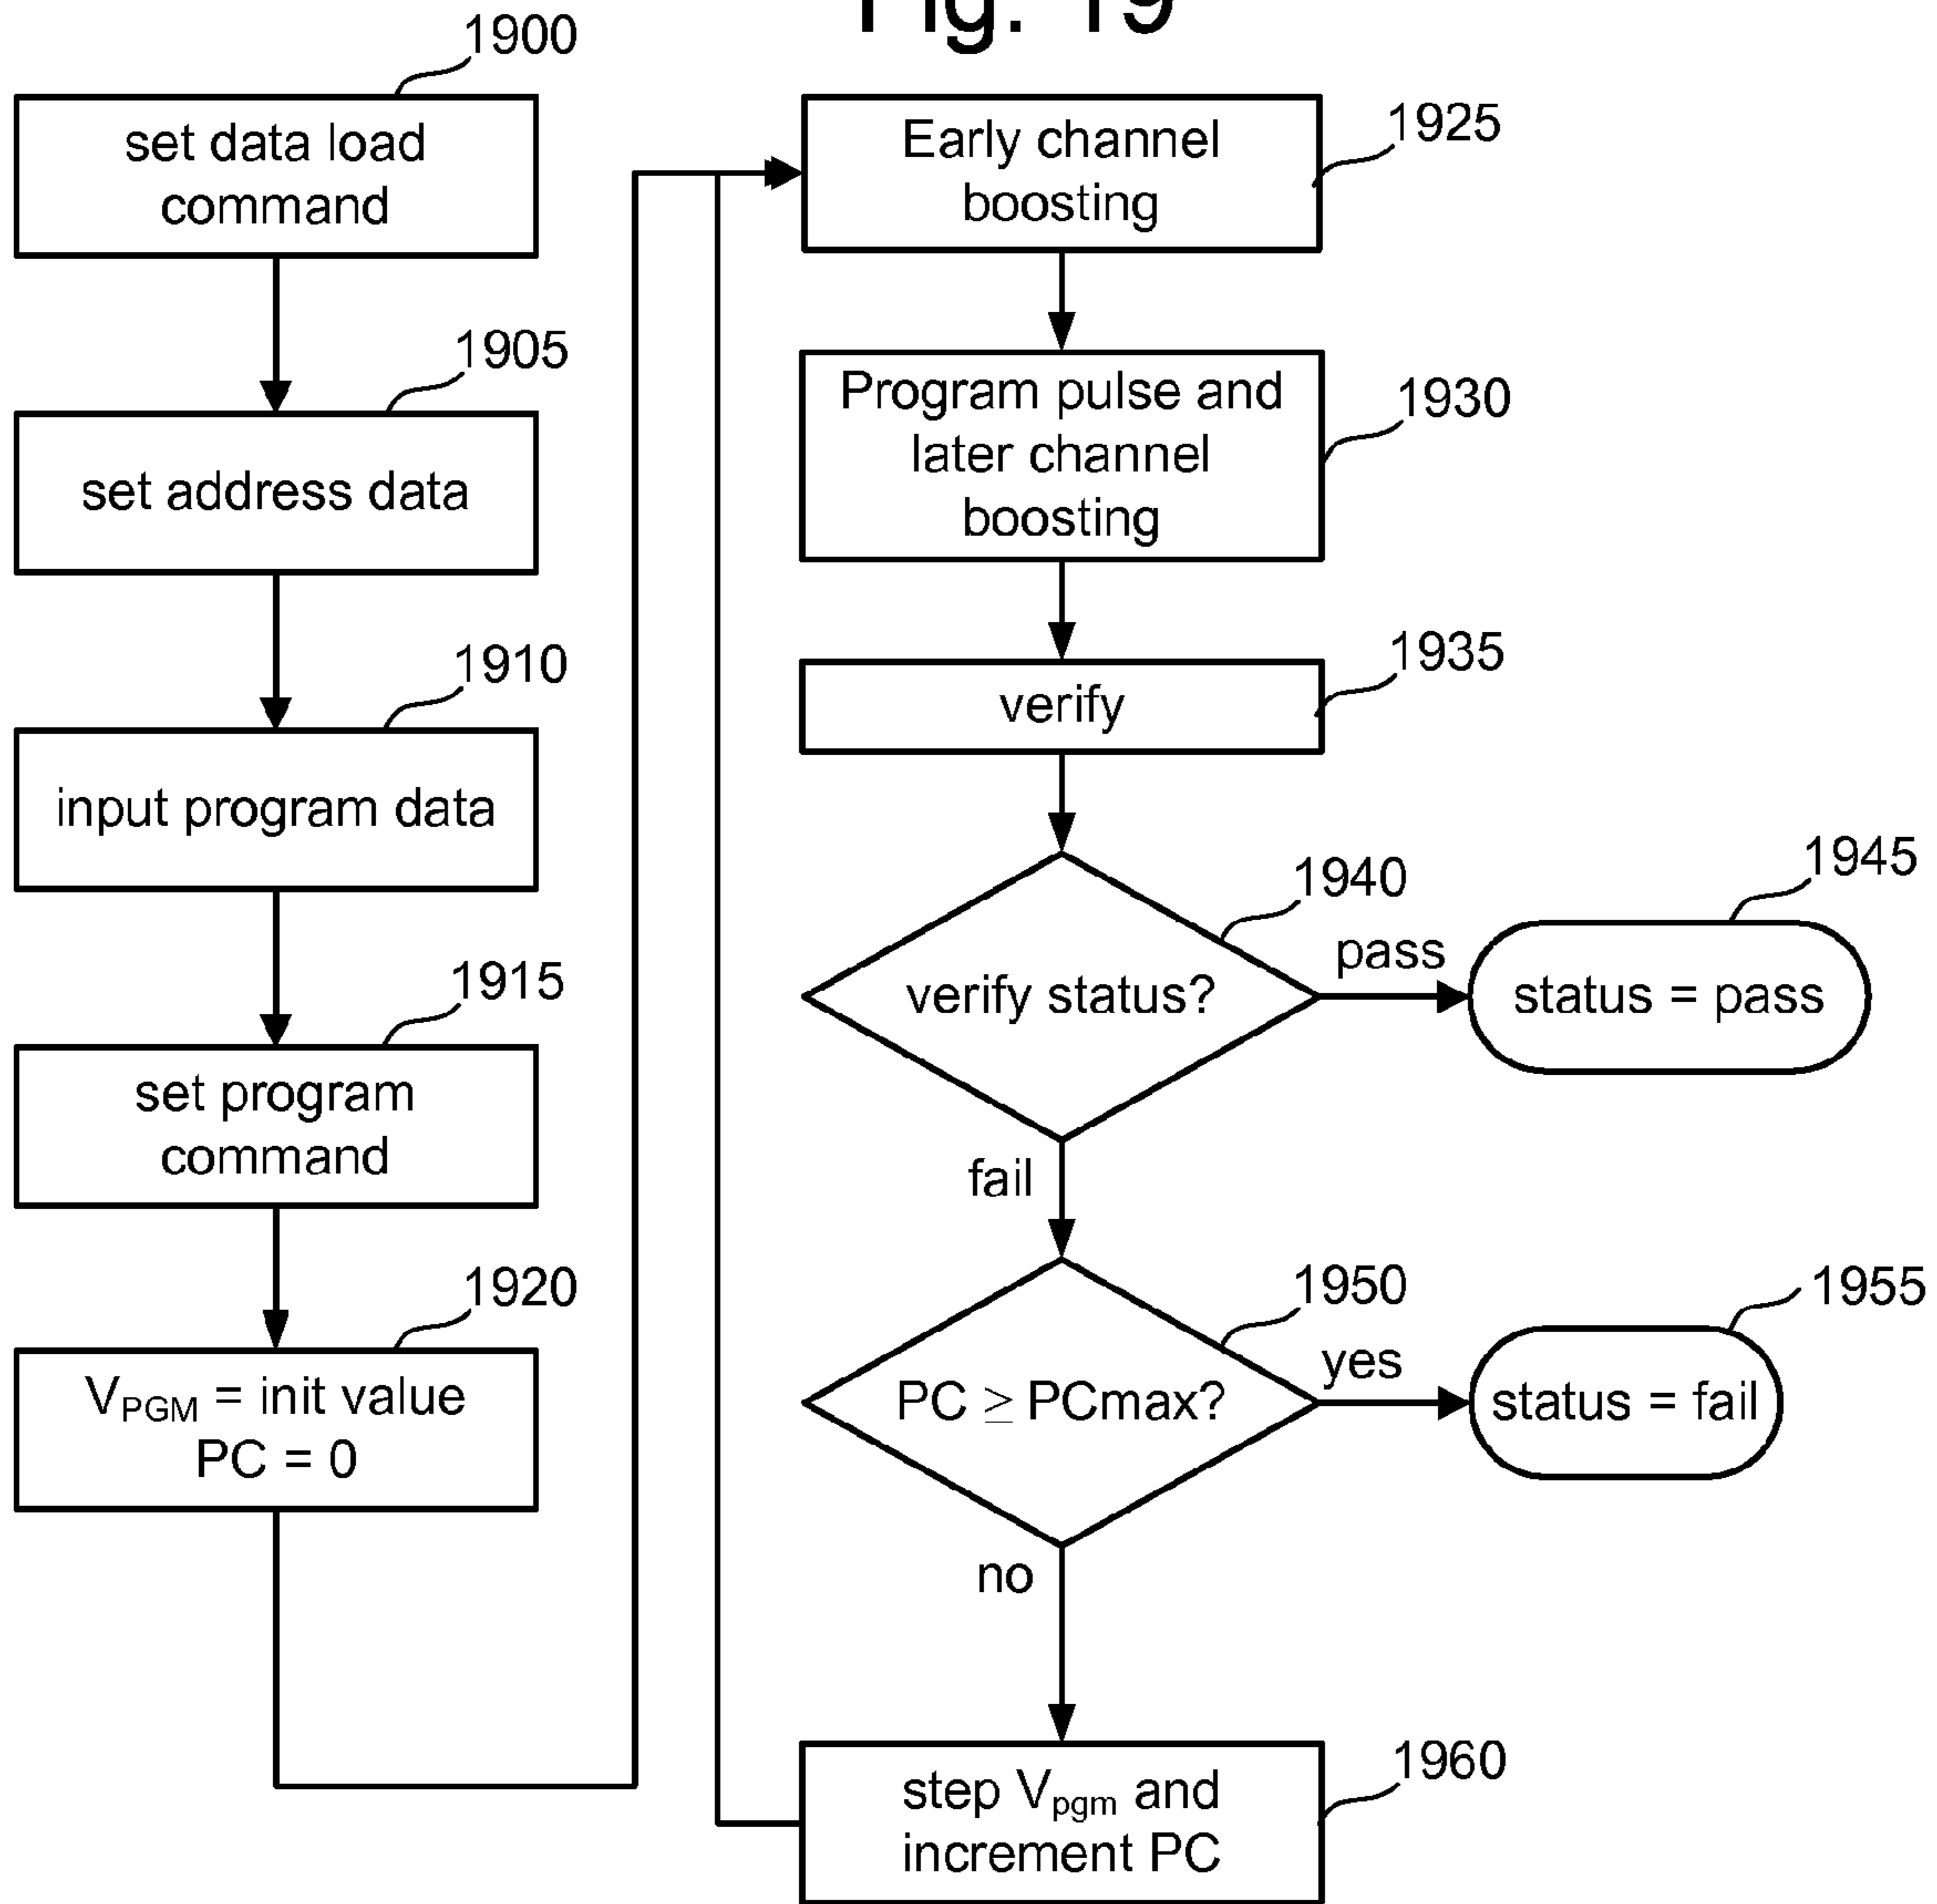 Fig. 19
1900
set data load
command
1905
set address data
1910
input program data
1915
set program
command
1920
VPGM = init value
PC = 0
1925
Early channel
boosting
1930
Program pulse and
later channel
boosting
1935
verify
1940
verify status?
pass
1945
status = pass
fail
1950
PC ≥ PCmax?
yes
1955
status = fail
no
1960
step Vpgm and
increment PC